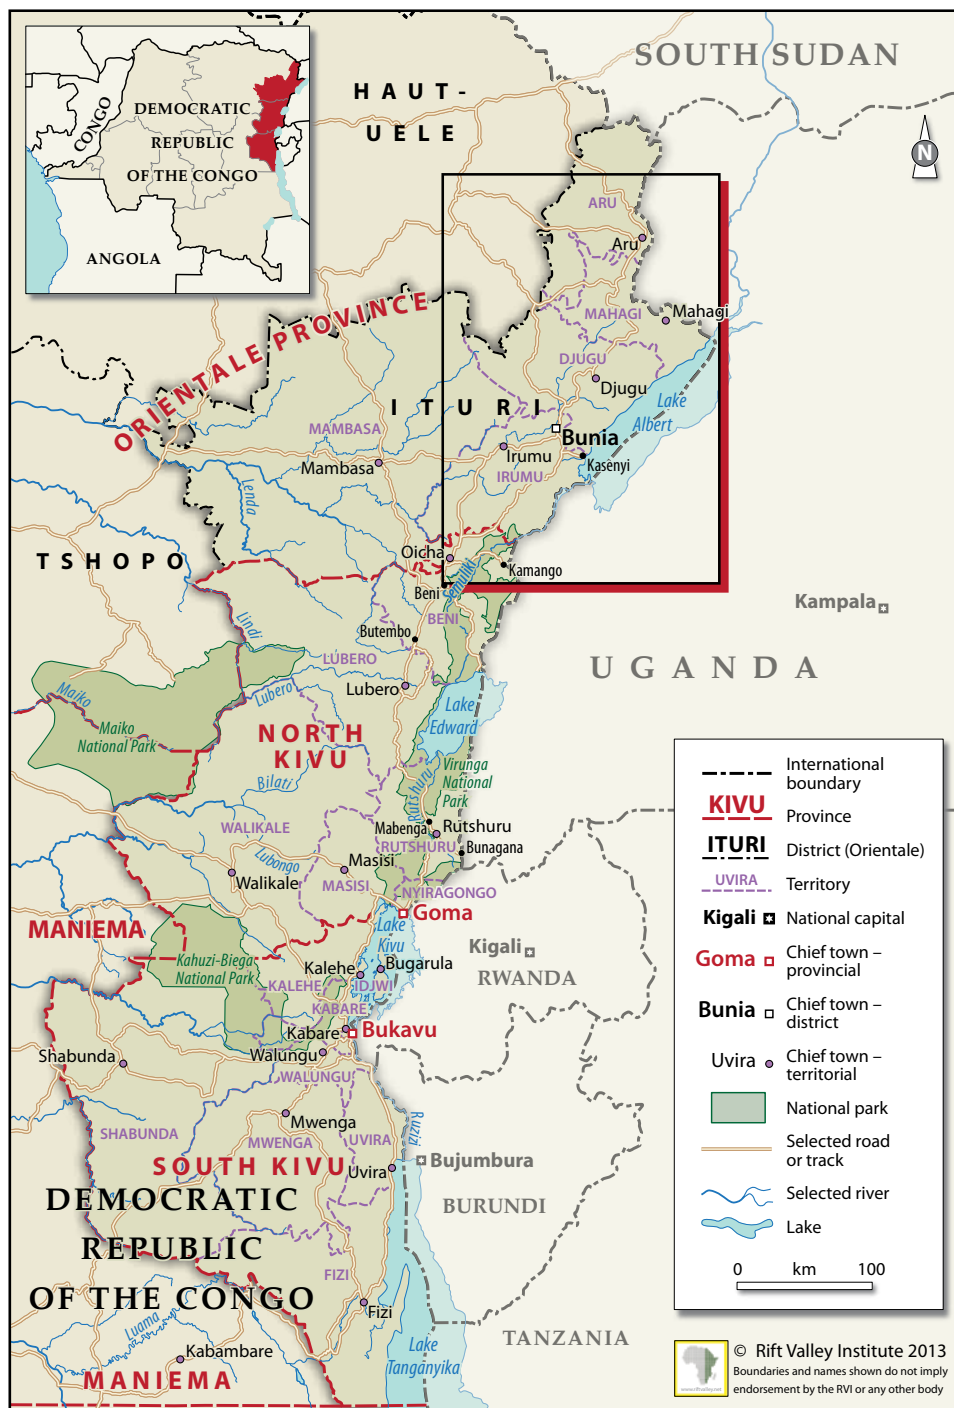 SOUTH SUDAN
HAUT-
UELE
CONGO
DEMOCRATIC
REPUBLIC
OF THE CONGO
ANGOLA
N
ARU
Aru
ORIENTALE PROVINCE
MAHAGI
Mahagi
DJUGU
Djugu
Lake
Albert
ITURI
MAMBASA
Mambasa
Bunia
Irumu
IRUMU
Kasenyi
Lenda
TSHOPO
Oicha
Kamango
Semuliki
Beni
BENI
Kampala
Lindi
Butembo
LUBERO
UGANDA
Lubero
Lubero
Maiko
Maiko
National Park
Lake
Edward
NORTH
KIVU
Bilati
Rutshuru
Virunga
National
Park
WALIKALE
Mabenga
Rutshuru
RUTSHURU
Bunagana
Lubongo
Masisi
Walikale
MASISI
NYIRAGONGO
Goma
MANIEMA
Lake
Kivu
Kigali
RWANDA
Kahuzi-Biega
National Park
Kalehe
Bugarula
KALEHE
IDJWI
KABARE
Kabare
Bukavu
Shabunda
Walungu
WALUNGU
Mwenga
SHABUNDA
MWENGA
UVIRA
Ruzizi
SOUTH KIVU
Uvira
Bujumbura
BURUNDI
DEMOCRATIC
REPUBLIC
OF THE CONGO
FIZI
Fizi
Luama
Kabambare
MANIEMA
Lake
Tanganyika
TANZANIA
International
boundary
KIVU
Province
ITURI
District (Orientale)
UVIRA
Territory
Kigali
National capital
Goma
Chief town –
provincial
Bunia
Chief town –
district
Uvira
Chief town –
territorial
National park
Selected road
or track
Selected river
Lake
0 km 100
www.riftvalley.net
© Rift Valley Institute 2013
Boundaries and names shown do not imply
endorsement by the RVI or any other body